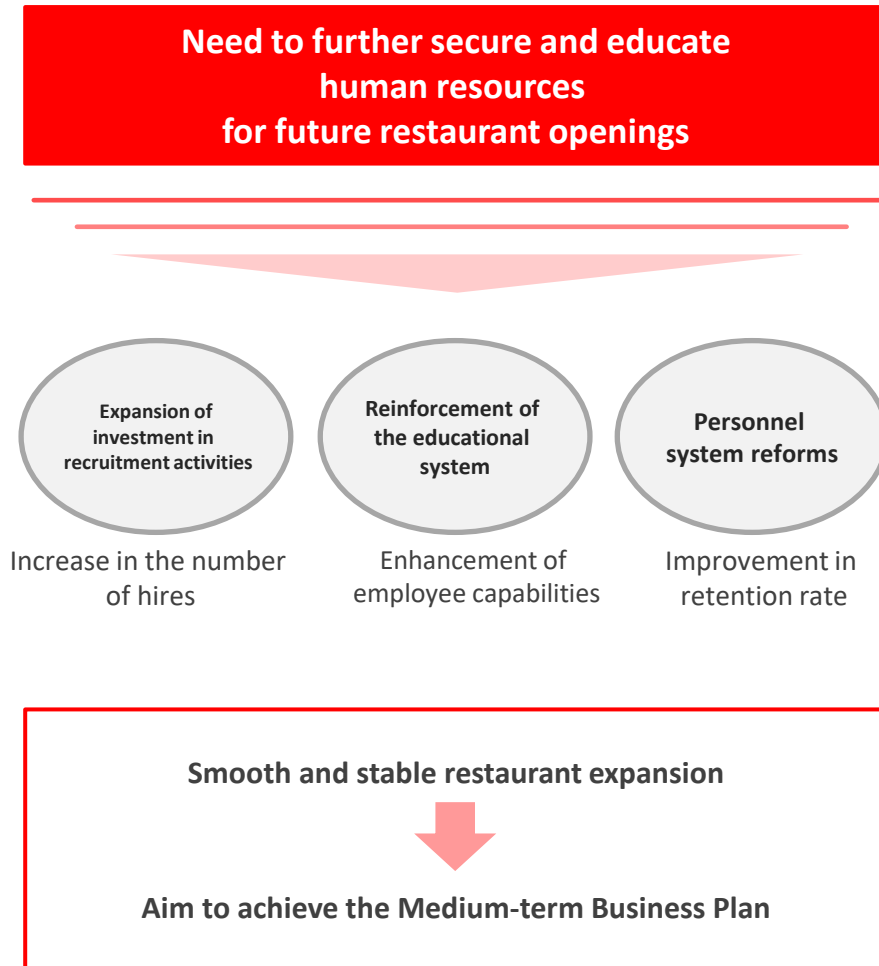 Need to further secure and educate
human resources
for future restaurant openings
Expansion of
investment in
recruitment activities
Increase in the number
of hires
Reinforcement of
the educational
system
Enhancement of
employee capabilities
Personnel
system reforms
Improvement in
retention rate
Smooth and stable restaurant expansion
Aim to achieve the Medium-term Business Plan